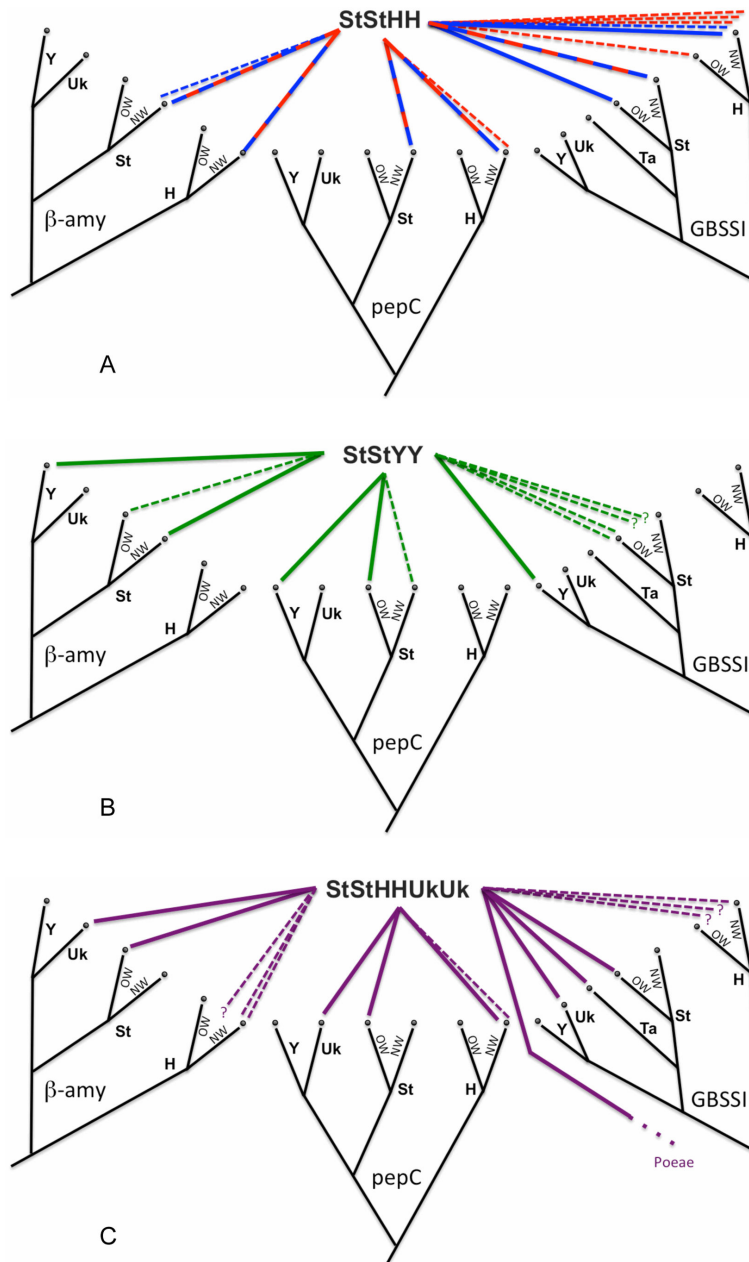 StStHH
Y
Uk
OW
NW
St
OW
NW
H
β-amy
Y
Uk
OW
NW
St
OW
NW
H
pepC
Y
Uk
Ta
OW
NW
St
OW
NW
H
GBSSI
A
StStYY
Y
Uk
OW
NW
St
OW
NW
H
β-amy
Y
Uk
OW
NW
St
OW
NW
H
pepC
? ?
Y
Uk
Ta
OW
NW
St
OW
NW
H
GBSSI
B
StStHHUkUk
Y
Uk
OW
NW
St
?
OW
NW
H
β-amy
Y
Uk
OW
NW
St
OW
NW
H
pepC
? ?
Y
Uk
Ta
OW
NW
St
OW
NW
H
GBSSI
Poeae
C